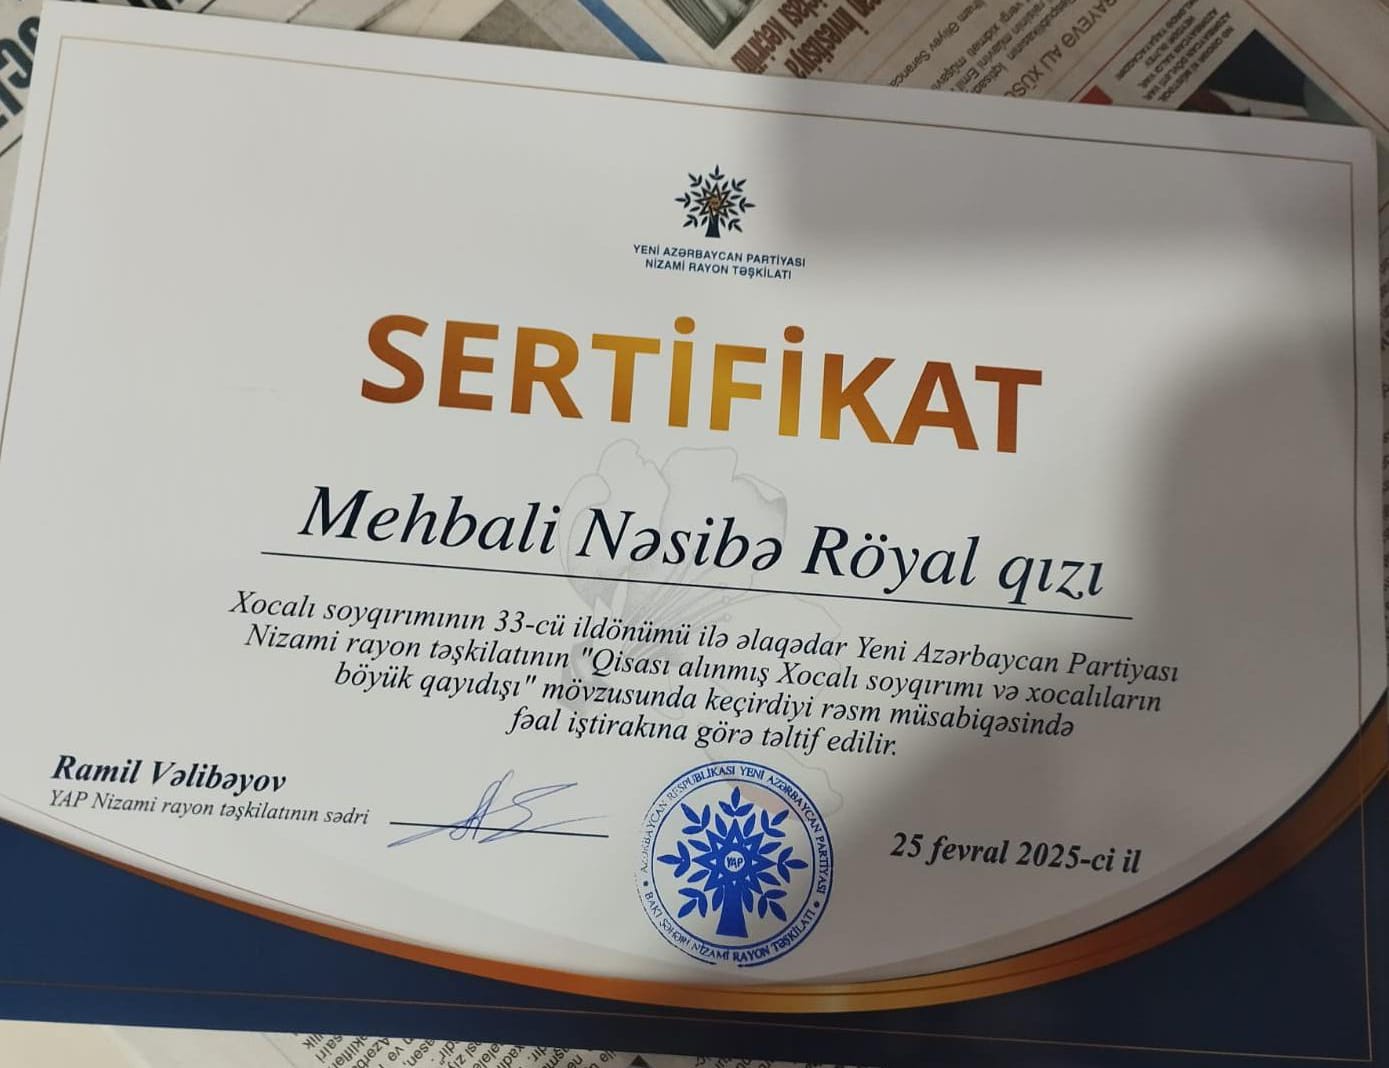 YENİ AZƏRBAYCAN PARTİYASI
NİZAMİ RAYON TƏŞKİLATI
SERTİFİKAT
Mehbali Nəsibə Röyal qızı
Xocalı soyqırımının 33-cü ildönümü ilə əlaqədar Yeni Azərbaycan Partiyası
Nizami rayon təşkilatının "Qisası alınmış Xocalı soyqırımı və xocalıların
böyük qayıdışı" mövzusunda keçirdiyi rəsm müsabiqəsində
fəal iştirakına görə təltif edilir.
Ramil Vəlibəyov
YAP Nizami rayon təşkilatının sədri
AZƏRBAYCAN RESPUBLİKASI YENİ AZƏRBAYCAN PARTİYASI
BAKI ŞƏHƏRİ NİZAMİ RAYON TƏŞKİLATI
YAP
25 fevral 2025-ci il